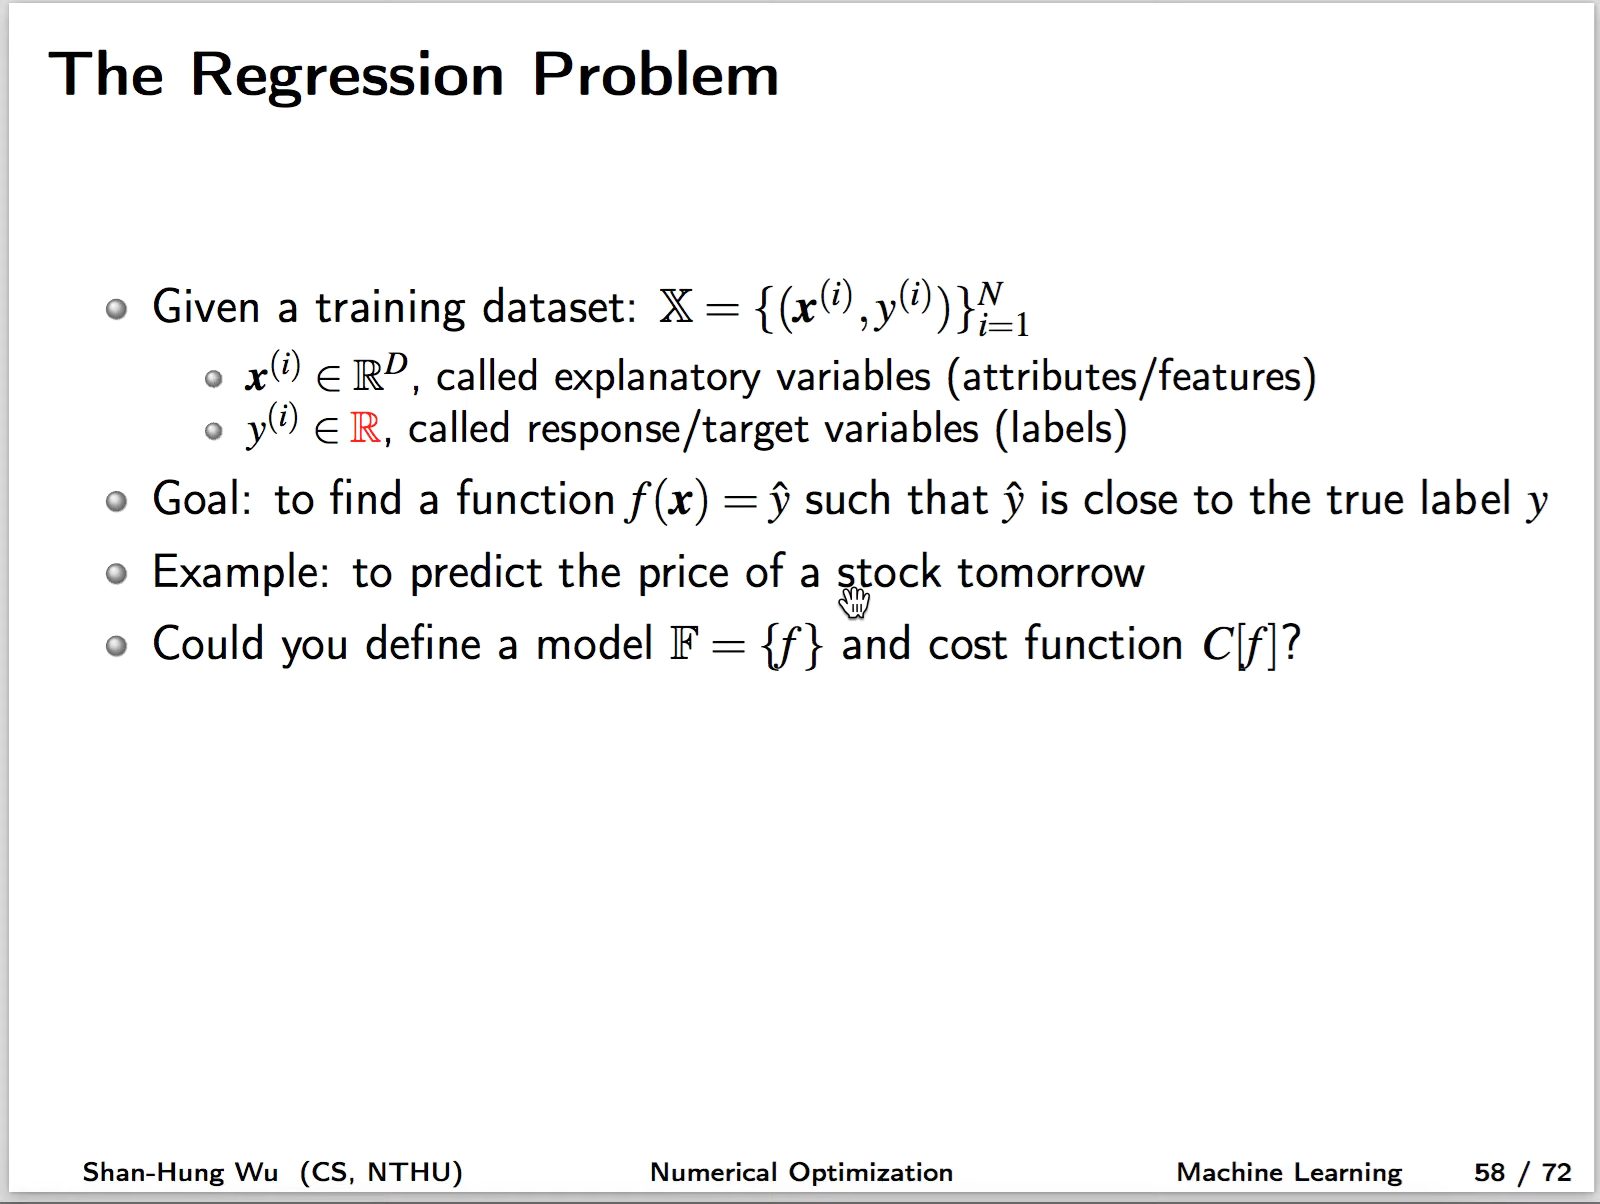 The Regression Problem
Given a training dataset: 𝕏 = {(𝒙⁽ⁱ⁾, y⁽ⁱ⁾)}ᵢ₌₁ᴺ
𝒙⁽ⁱ⁾ ∈ ℝᴰ, called explanatory variables (attributes/features)
y⁽ⁱ⁾ ∈ ℝ, called response/target variables (labels)
Goal: to find a function f(𝒙) = ŷ such that ŷ is close to the true label y
Example: to predict the price of a stock tomorrow
Could you define a model 𝔽 = {f} and cost function C[f]?
Shan-Hung Wu (CS, NTHU) Numerical Optimization Machine Learning 58 / 72